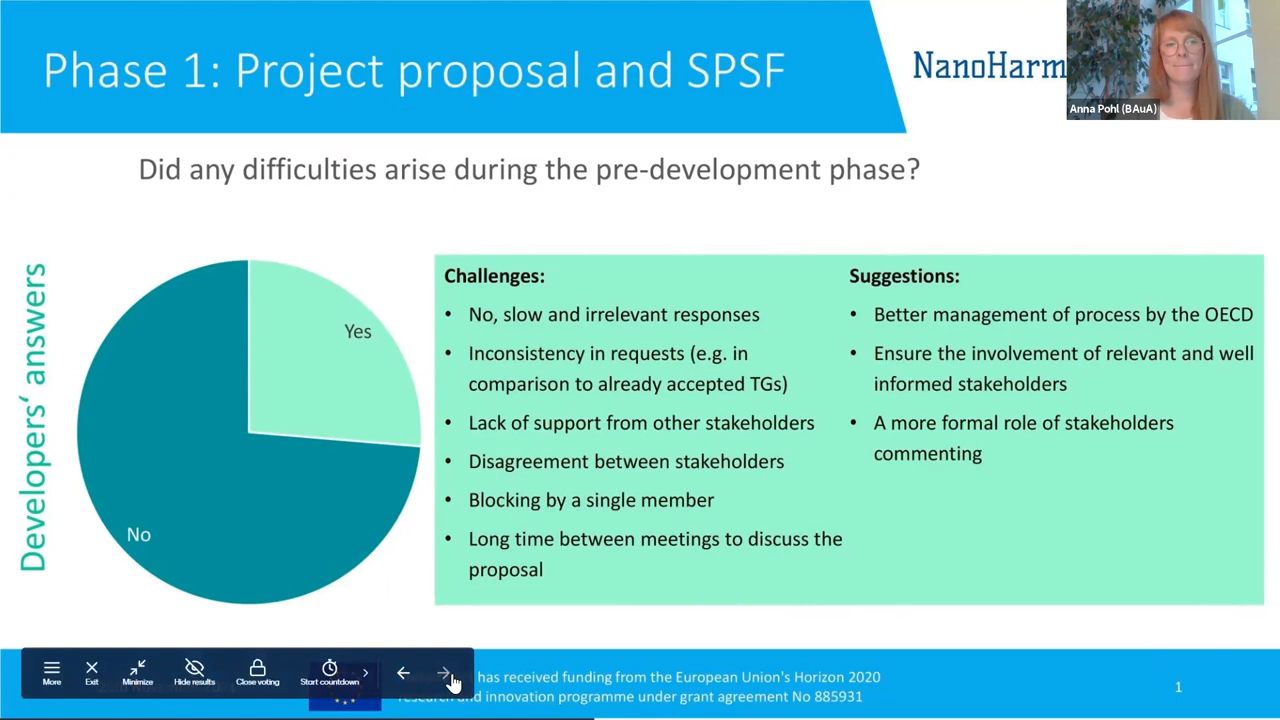 Phase 1: Project proposal and SPSF
NanoHarm
Anna Pohl (BAuA)
Did any difficulties arise during the pre-development phase?
Developers‘ answers
Yes
No
Challenges:
• No, slow and irrelevant responses
• Inconsistency in requests (e.g. in
comparison to already accepted TGs)
• Lack of support from other stakeholders
• Disagreement between stakeholders
• Blocking by a single member
• Long time between meetings to discuss the
proposal
Suggestions:
• Better management of process by the OECD
• Ensure the involvement of relevant and well
informed stakeholders
• A more formal role of stakeholders
commenting
More
Exit
Minimize
Hide results
Close voting
Start countdown
has received funding from the European Union's Horizon 2020
research and innovation programme under grant agreement No 885931
1